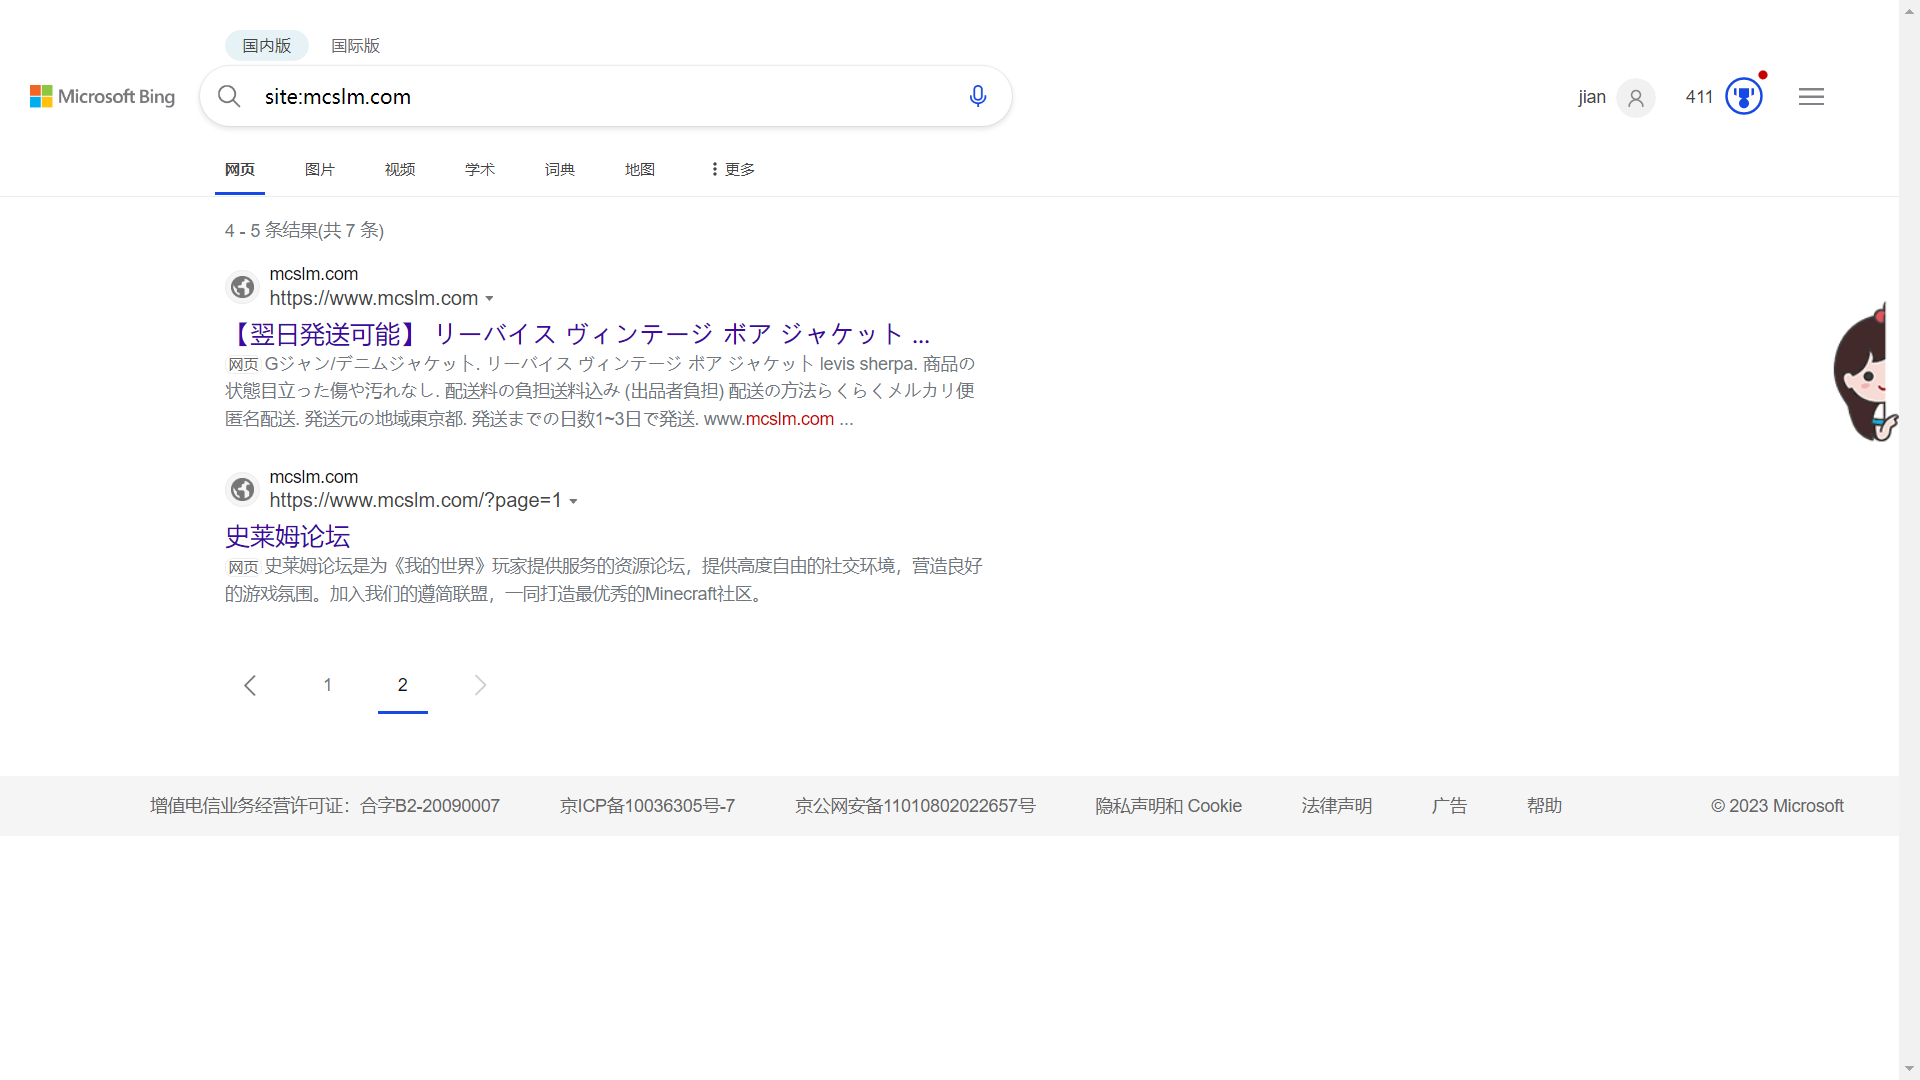 国内版 国际版
Microsoft Bing
site:mcslm.com
jian
411
网页 图片 视频 学术 词典 地图 更多
4 - 5 条结果(共 7 条)
mcslm.com
https://www.mcslm.com
【翌日発送可能】 リーバイス ヴィンテージ ボア ジャケット ...
网页 Gジャン/デニムジャケット. リーバイス ヴィンテージ ボア ジャケット levis sherpa. 商品の
状態目立った傷や汚れなし. 配送料の負担送料込み (出品者負担) 配送の方法らくらくメルカリ便
匿名配送. 発送元の地域東京都. 発送までの日数1~3日で発送. www.mcslm.com ...
mcslm.com
https://www.mcslm.com/?page=1
史莱姆论坛
网页 史莱姆论坛是为《我的世界》玩家提供服务的资源论坛，提供高度自由的社交环境，营造良好
的游戏氛围。加入我们的遵简联盟，一同打造最优秀的Minecraft社区。
1 2
增值电信业务经营许可证：合字B2-20090007 京ICP备10036305号-7 京公网安备11010802022657号 隐私声明和 Cookie 法律声明 广告 帮助 © 2023 Microsoft